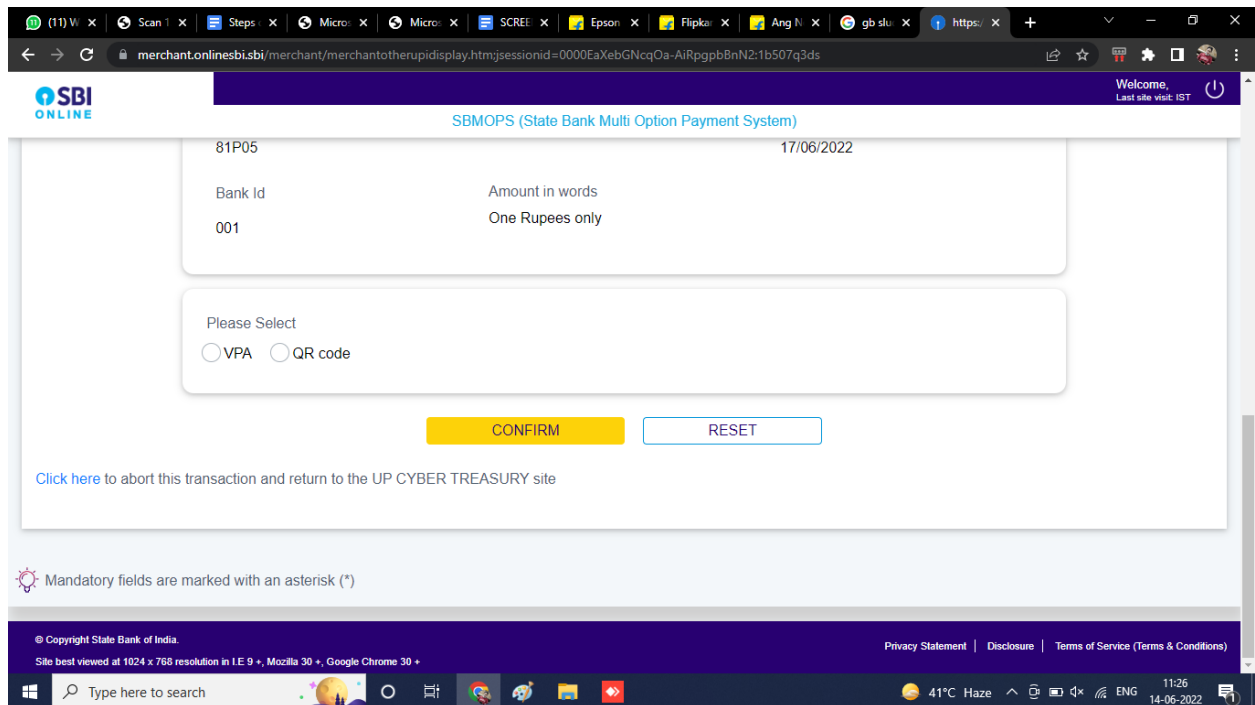 (11) W
Scan 1
Steps
Micros
Micros
SCREE
Epson
Flipkar
Ang N
gb slu
https:/
merchant.onlinesbi.sbi/merchant/merchantotherupidisplay.htm;jsessionid=0000EaXebGNcqOa-AiRpgpbBnN2:1b507q3ds
SBI
ONLINE
Welcome,
Last site visit: IST
SBMOPS (State Bank Multi Option Payment System)
81P05 17/06/2022
Bank Id Amount in words
001 One Rupees only
Please Select
VPA QR code
CONFIRM RESET
Click here to abort this transaction and return to the UP CYBER TREASURY site
Mandatory fields are marked with an asterisk (*)
© Copyright State Bank of India.
Privacy Statement | Disclosure | Terms of Service (Terms & Conditions)
Site best viewed at 1024 x 768 resolution in I.E 9 +, Mozilla 30 +, Google Chrome 30 +
Type here to search
41°C Haze
ENG
11:26
14-06-2022
1